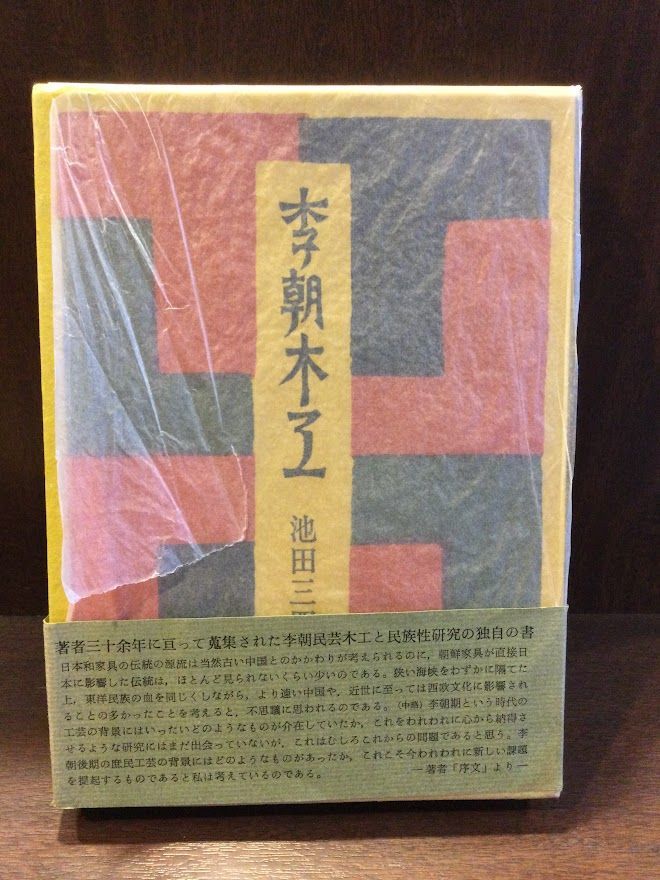 李朝木工
池田三
著者三十余年に亘って蒐集された李朝民芸木工と民族性研究の独自の書
日本和家具の伝統の源流は当然古い中国とのかかわりが考えられるのに，朝鮮家具が直接日
本に影響した伝統は，ほとんど見られないくらい少いのである。狭い海峡をわずかに隔てた
上，東洋民族の血を同じくしながら，より遠い中国や，近世に至っては西欧文化に影響され
ることの多かったことを考えると，不思議に思われるのである。（中略）李朝期という時代の
工芸の背景にはいったいどのようなものが介在していたか，これをわれわれに心から納得さ
せるような研究にはまだ出会っていないが，これはむしろこれからの問題であると思う。李
朝後期の庶民工芸の背景にはどのようなものがあったか，これこそ今われわれに新しい課題
を提起するものであると私は考えているのである。　―著者「序文」より―